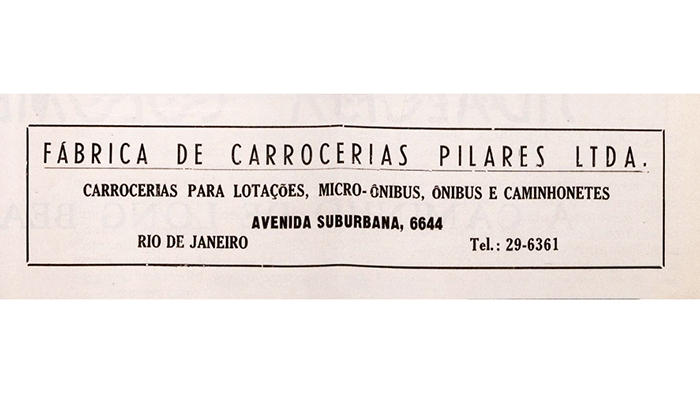 FÁBRICA DE CARROCERIAS PILARES LTDA.
CARROCERIAS PARA LOTAÇÕES, MICRO-ÔNIBUS, ÔNIBUS E CAMINHONETES
AVENIDA SUBURBANA, 6644
RIO DE JANEIRO Tel.: 29-6361